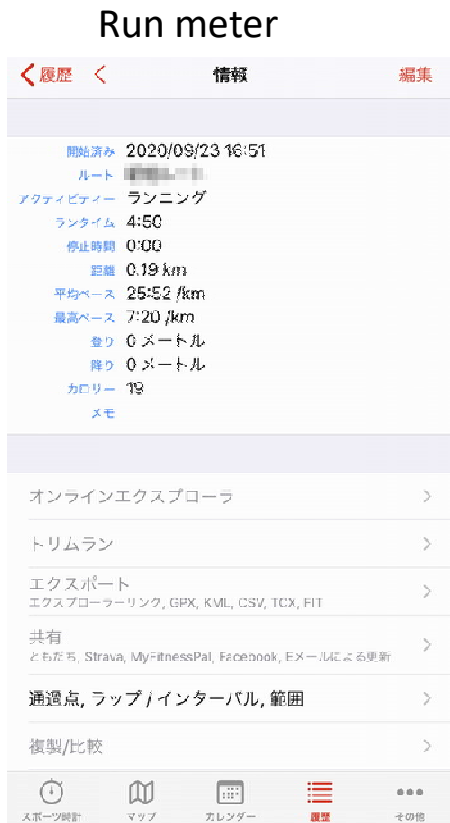 Run meter
履歴
情報
編集
開始済み 2020/09/23 16:51
ルート
アクティビティー ランニング
ランタイム 4:50
停止時間 0:00
距離 0.19 km
平均ペース 25:52 /km
最高ペース 7:20 /km
登り 0 メートル
降り 0 メートル
カロリー 19
メモ
オンラインエクスプローラ
トリムラン
エクスポート
エクスプローラーリンク, GPX, KML, CSV, TCX, FIT
共有
ともだち, Strava, MyFitnessPal, Facebook, Eメールによる更新
通過点, ラップ / インターバル, 範囲
複製/比較
スポーツ時計
マップ
カレンダー
履歴
その他